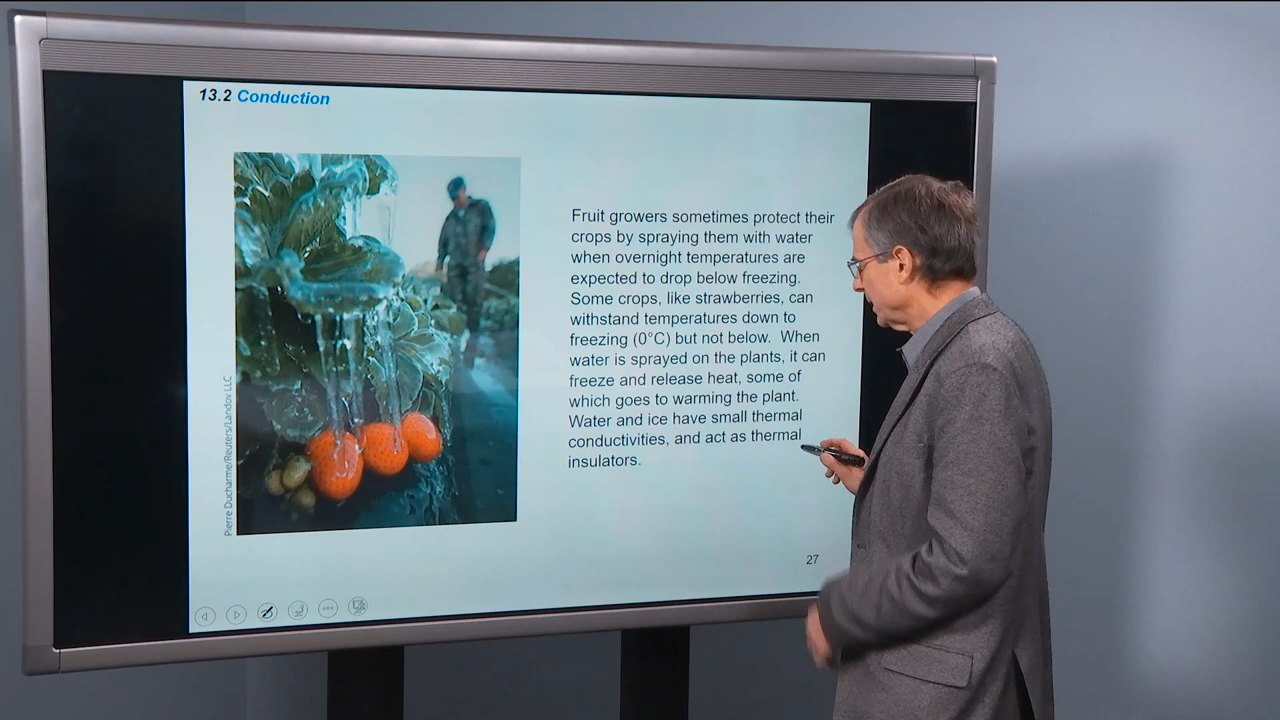 13.2 Conduction
Fruit growers sometimes protect their
crops by spraying them with water
when overnight temperatures are
expected to drop below freezing.
Some crops, like strawberries, can
withstand temperatures down to
freezing (0°C) but not below. When
water is sprayed on the plants, it can
freeze and release heat, some of
which goes to warming the plant.
Water and ice have small thermal
conductivities, and act as thermal
insulators.
Pierre Ducharme/Reuters/Landov LLC
27